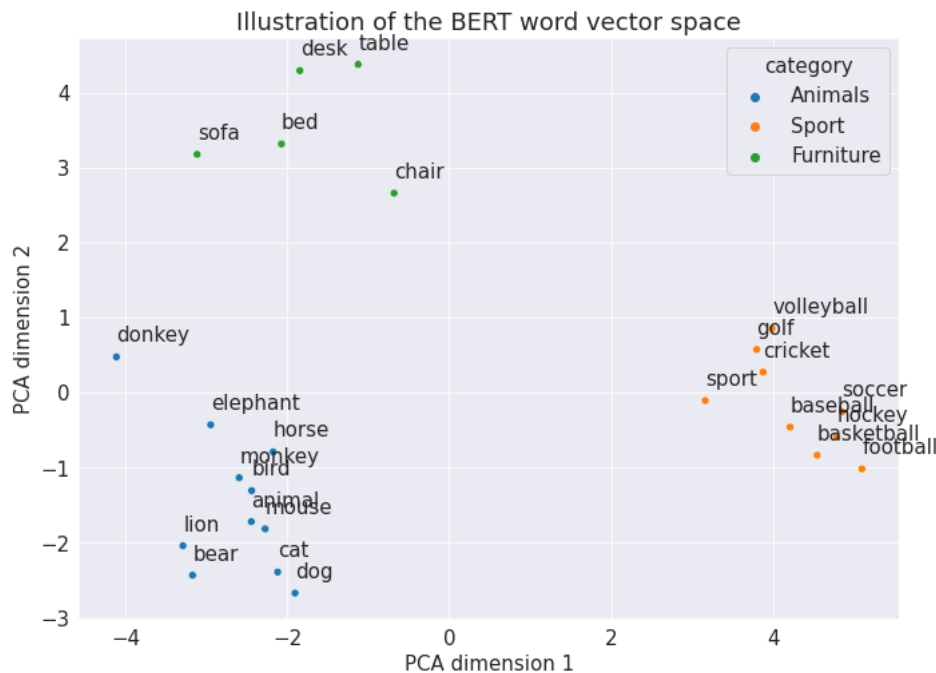 Illustration of the BERT word vector space
desk
table
category
Animals
Sport
Furniture
sofa
bed
chair
donkey
elephant
horse
monkey
bird
animal
mouse
lion
bear
cat
dog
volleyball
golf
cricket
sport
soccer
baseball
hockey
basketball
football
4
3
2
1
0
−1
−2
−3
PCA dimension 2
−4
−2
0
2
4
PCA dimension 1